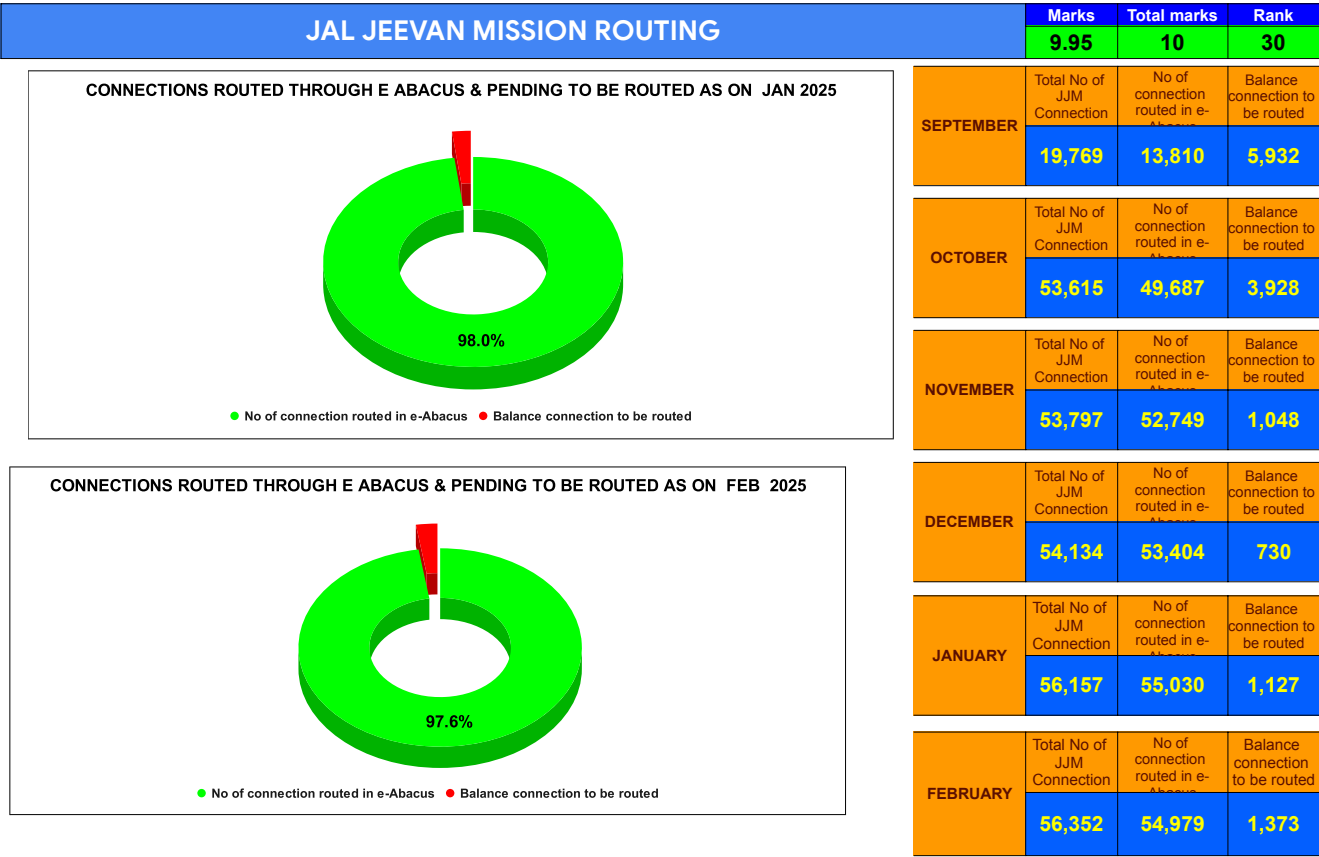 JAL JEEVAN MISSION ROUTING
Marks Total marks Rank
9.95 10 30
CONNECTIONS ROUTED THROUGH E ABACUS & PENDING TO BE ROUTED AS ON JAN 2025
98.0%
No of connection routed in e-Abacus Balance connection to be routed
CONNECTIONS ROUTED THROUGH E ABACUS & PENDING TO BE ROUTED AS ON FEB 2025
97.6%
No of connection routed in e-Abacus Balance connection to be routed
SEPTEMBER
Total No of
JJM
Connection
No of
connection
routed in e-
Abacus
Balance
connection to
be routed
19,769 13,810 5,932
OCTOBER
Total No of
JJM
Connection
No of
connection
routed in e-
Abacus
Balance
connection to
be routed
53,615 49,687 3,928
NOVEMBER
Total No of
JJM
Connection
No of
connection
routed in e-
Abacus
Balance
connection to
be routed
53,797 52,749 1,048
DECEMBER
Total No of
JJM
Connection
No of
connection
routed in e-
Abacus
Balance
connection to
be routed
54,134 53,404 730
JANUARY
Total No of
JJM
Connection
No of
connection
routed in e-
Abacus
Balance
connection to
be routed
56,157 55,030 1,127
FEBRUARY
Total No of
JJM
Connection
No of
connection
routed in e-
Abacus
Balance
connection
to be routed
56,352 54,979 1,373